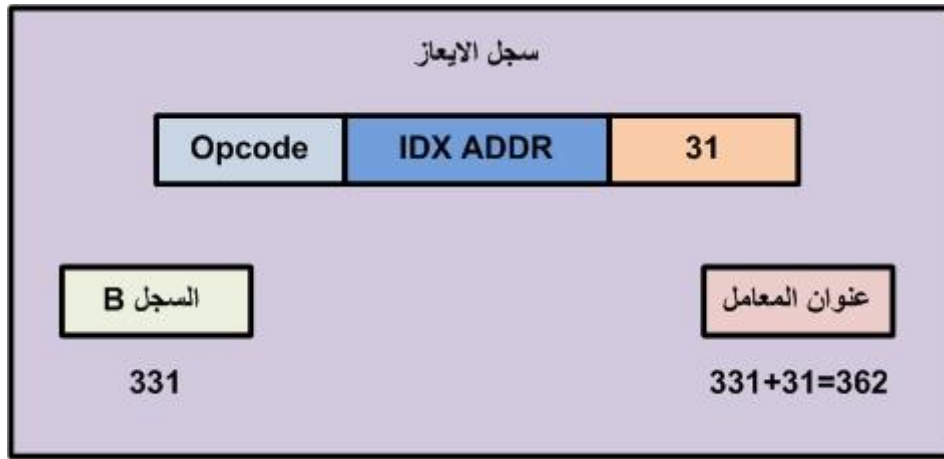 سجل الايعاز
Opcode IDX ADDR 31
السجل B
عنوان المعامل
331
331+31=362